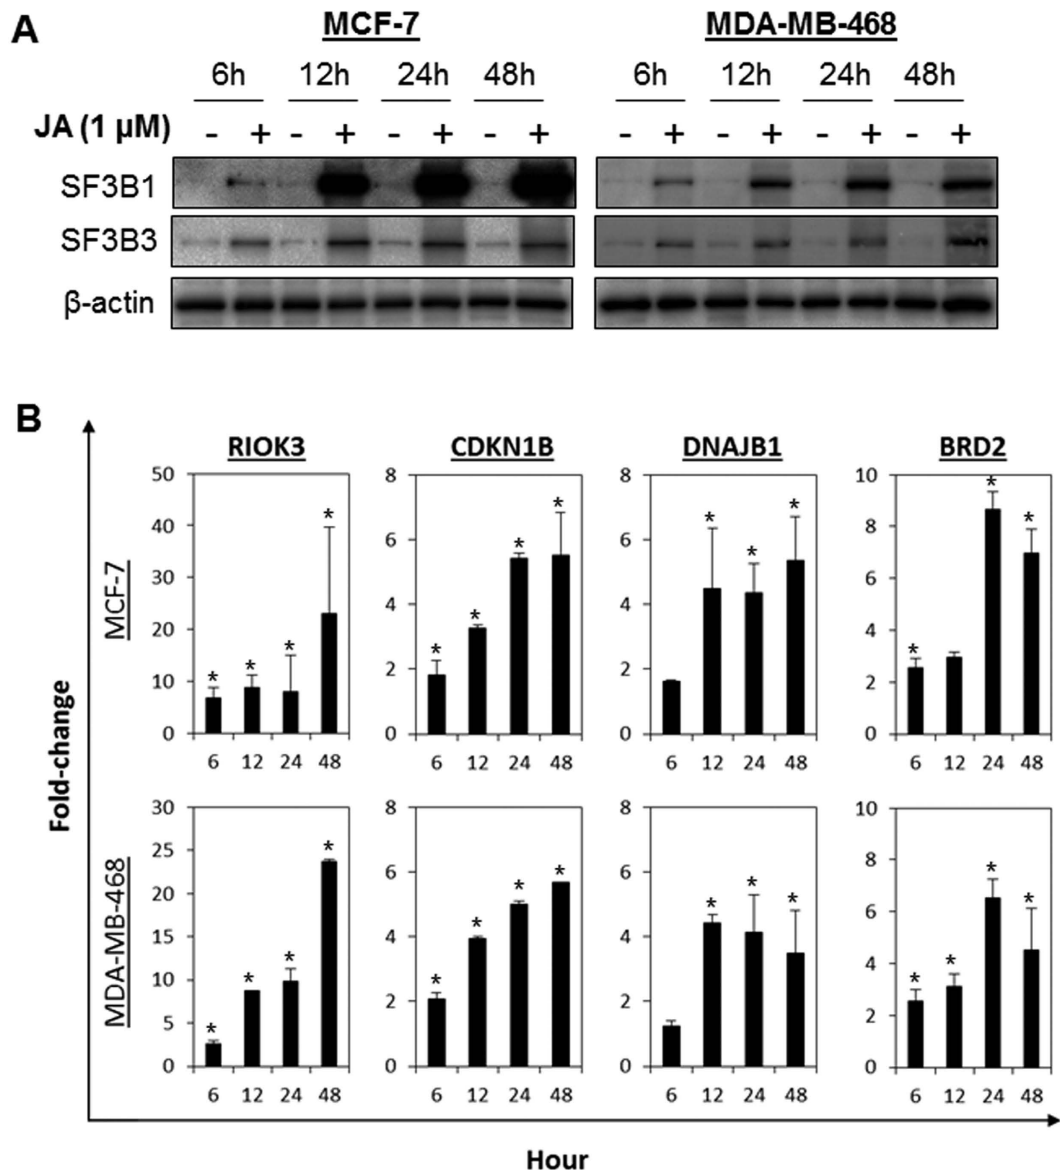 A
MCF-7 MDA-MB-468
6h 12h 24h 48h 6h 12h 24h 48h
JA (1 µM) - + - + - + - + - + - + - + - +
SF3B1
SF3B3
β-actin
B
RIOK3 CDKN1B DNAJB1 BRD2
MCF-7
50 40 30 20 10 0
* * * *
6 12 24 48
8 6 4 2 0
* * * *
6 12 24 48
8 6 4 2 0
* * *
6 12 24 48
10 8 6 4 2 0
* * *
6 12 24 48
Fold-change
MDA-MB-468
30 25 20 15 10 5 0
* * * *
6 12 24 48
8 6 4 2 0
* * * *
6 12 24 48
8 6 4 2 0
* * *
6 12 24 48
10 8 6 4 2 0
* * * *
6 12 24 48
Hour